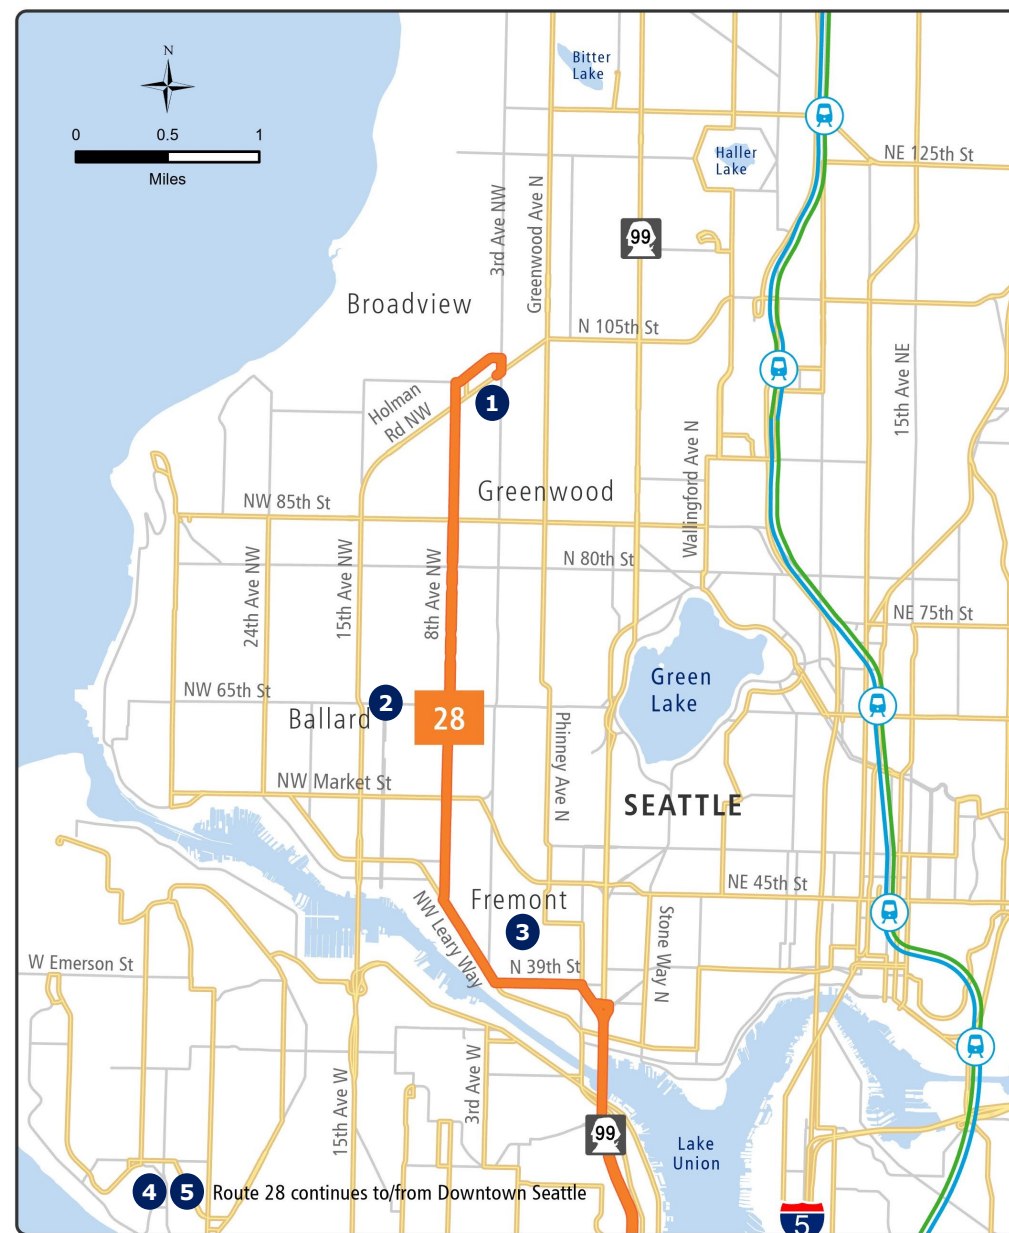 N
0 0.5 1
Miles
Bitter
Lake
Haller
Lake
NE 125th St
3rd Ave NW
Greenwood Ave N
99
Broadview
N 105th St
15th Ave NE
1
Holman
Rd NW
Wallingford Ave N
Greenwood
NW 85th St
N 80th St
24th Ave NW
15th Ave NW
8th Ave NW
NE 75th St
Green
Lake
NW 65th St
2
Ballard
28
Phinney Ave N
NW Market St
SEATTLE
NE 45th St
Fremont
3
NW Leary Way
Stone Way N
W Emerson St
N 39th St
15th Ave W
3rd Ave W
99
Lake
Union
4 5 Route 28 continues to/from Downtown Seattle
5